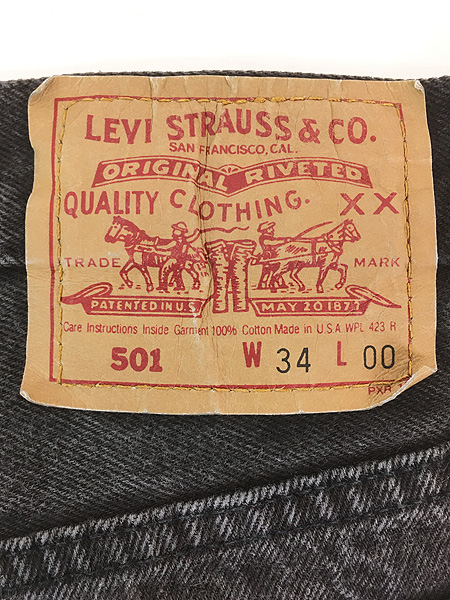 LEVI STRAUSS & CO.
SAN FRANCISCO, CAL.
ORIGINAL RIVETED
QUALITY CLOTHING. XX
TRADE MARK
PATENTED IN U.S. MAY 20 1873
Care Instructions Inside Garment 100% Cotton Made in U.S.A. WPL 423 R
501 W 34 L 00